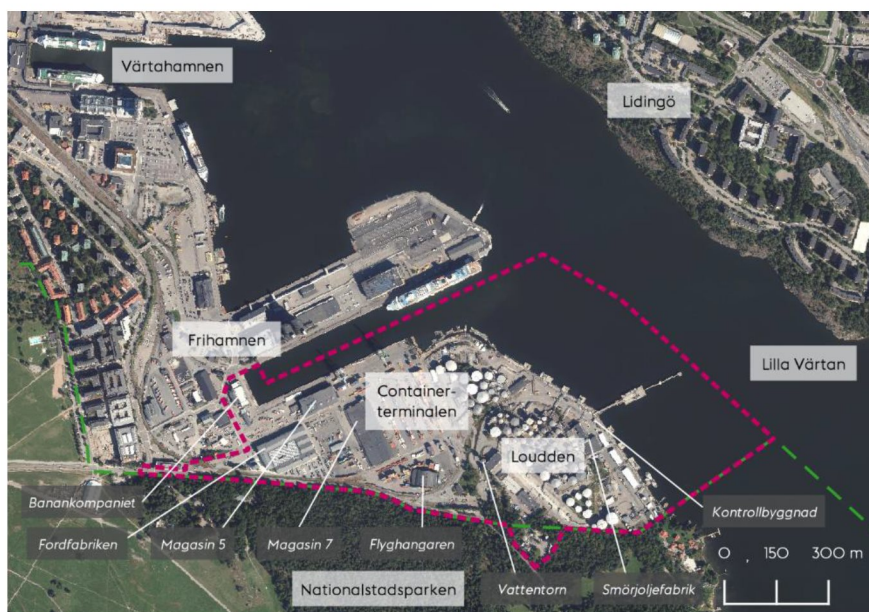 Värtahamnen
Lidingö
Frihamnen
Lilla Värtan
Container-
terminalen
Loudden
Banankompaniet
Kontrollbyggnad
Fordfabriken
Magasin 5
Magasin 7
Flyghangaren
0 150 300 m
Nationalstadsparken
Vattentorn
Smörjoljefabrik